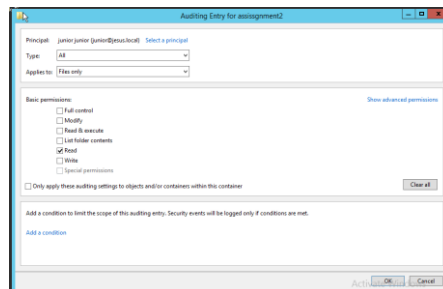 Auditing Entry for assisgnment2
Principal: junior junior (junior@jesus.local) Select a principal
Type: All
Applies to: Files only
Basic permissions: Show advanced permissions
Full control
Modify
Read & execute
List folder contents
Read
Write
Special permissions
Only apply these auditing settings to objects and/or containers within this container Clear all
Add a condition to limit the scope of this auditing entry. Security events will be logged only if conditions are met.
Add a condition
OK Cancel